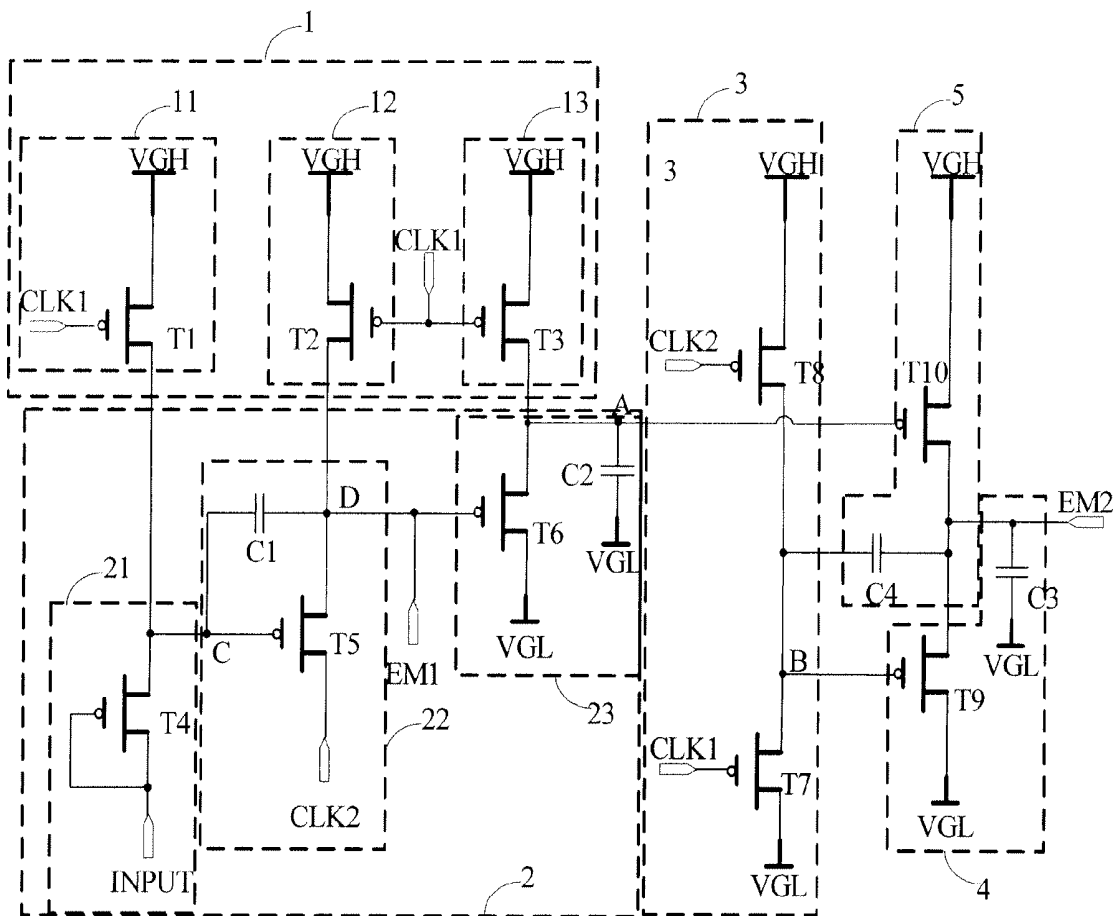 1
11
12
13
3
5
VGH
VGH
VGH
VGH
VGH
3
CLK1
CLK1
T1
T2
T3
CLK2
T8
T10
A
C2
VGL
D
C1
T6
EM2
C4
C3
VGL
21
C
T5
EM1
VGL
23
B
T9
T4
22
CLK1
T7
CLK2
VGL
INPUT
2
VGL
4